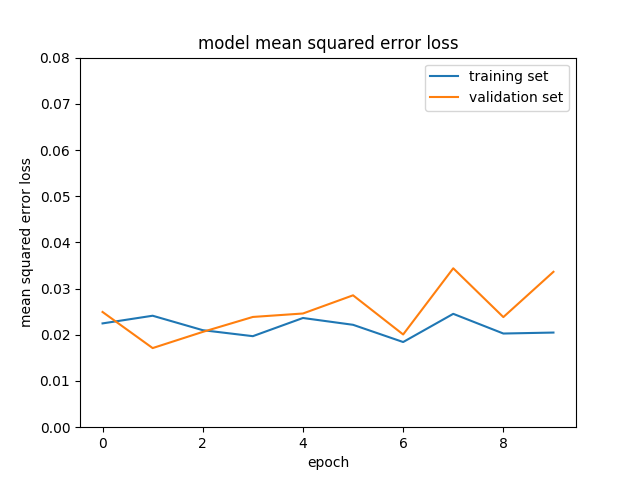 model mean squared error loss
0.08
0.07
0.06
0.05
0.04
0.03
0.02
0.01
0.00
mean squared error loss
training set
validation set
0 2 4 6 8
epoch